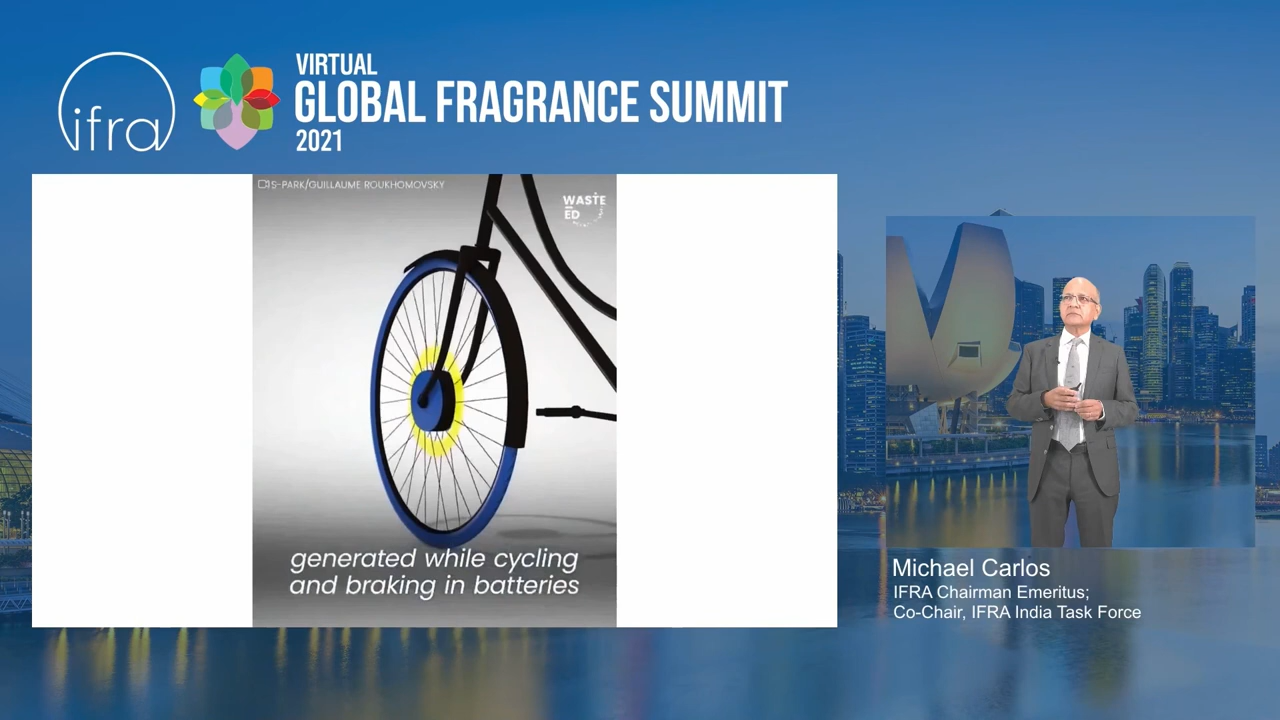 ifra
VIRTUAL
GLOBAL FRAGRANCE SUMMIT
2021
S-PARK/GUILLAUME ROUKHOMOVSKY
WASTE
ED
generated while cycling
and braking in batteries
Michael Carlos
IFRA Chairman Emeritus;
Co-Chair, IFRA India Task Force